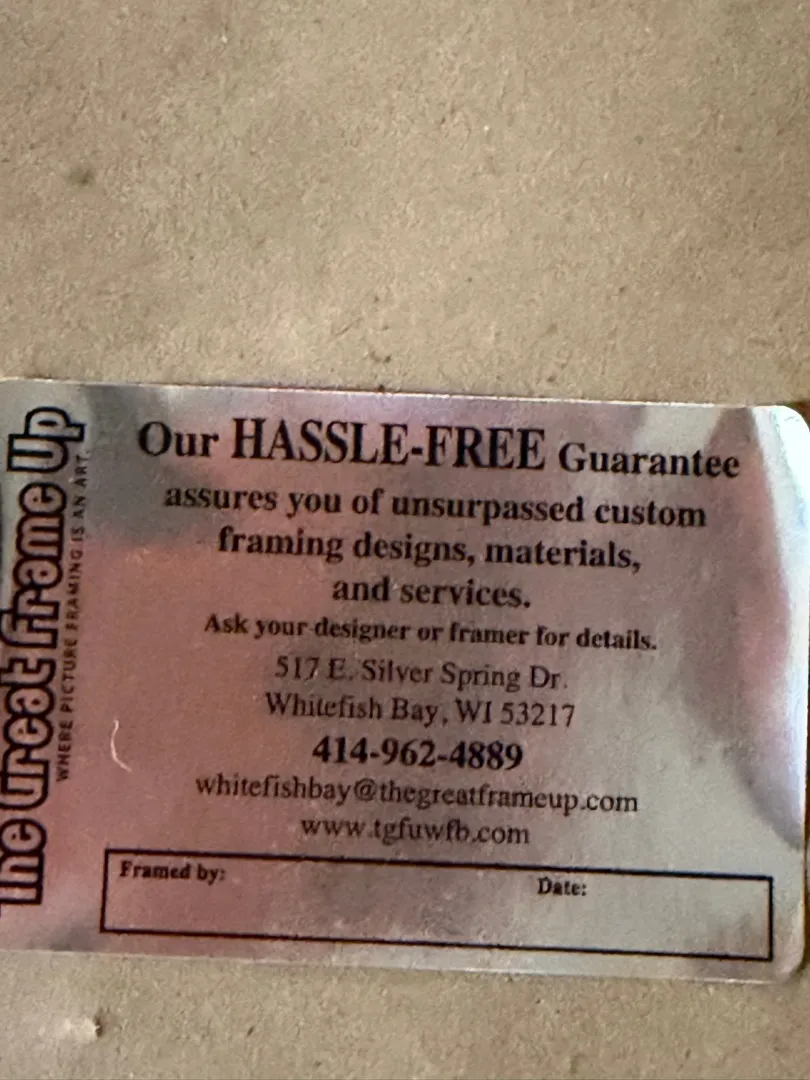 The Great Frame Up
WHERE PICTURE FRAMING IS AN ART.
Our HASSLE-FREE Guarantee
assures you of unsurpassed custom
framing designs, materials,
and services.
Ask your designer or framer for details.
517 E. Silver Spring Dr.
Whitefish Bay, WI 53217
414-962-4889
whitefishbay@thegreatframeup.com
www.tgfuwfb.com
Framed by:
Date: